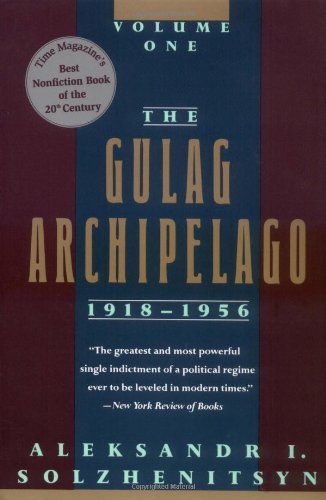 VOLUME
ONE
Time Magazine's
Best
Nonfiction Book
of the
20th Century
THE
GULAG
ARCHIPELAGO
1918–1956
“The greatest and most powerful
single indictment of a political regime
ever to be leveled in modern times.”
—New York Review of Books
ALEKSANDR I.
SOLZHENITSYN
Copyrighted Material